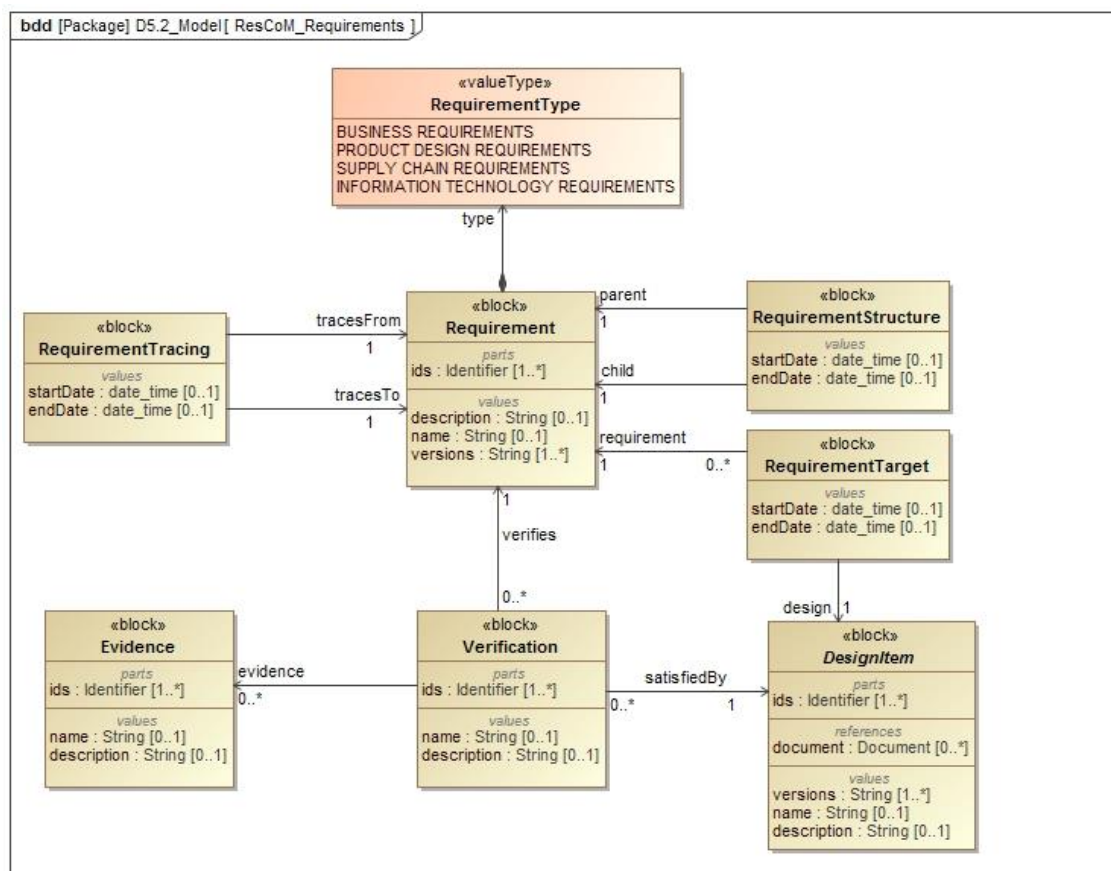 bdd [Package] D5.2_Model[ ResCoM_Requirements ]
«valueType»
RequirementType
BUSINESS REQUIREMENTS
PRODUCT DESIGN REQUIREMENTS
SUPPLY CHAIN REQUIREMENTS
INFORMATION TECHNOLOGY REQUIREMENTS
type
«block»
RequirementTracing
values
startDate : date_time [0..1]
endDate : date_time [0..1]
tracesFrom
1
tracesTo
1
«block»
Requirement
parts
ids : Identifier [1..*]
values
description : String [0..1]
name : String [0..1]
versions : String [1..*]
parent
1
child
1
«block»
RequirementStructure
values
startDate : date_time [0..1]
endDate : date_time [0..1]
requirement
1
0..*
«block»
RequirementTarget
values
startDate : date_time [0..1]
endDate : date_time [0..1]
1
verifies
0..*
design
1
«block»
Evidence
parts
ids : Identifier [1..*]
values
name : String [0..1]
description : String [0..1]
evidence
0..*
«block»
Verification
parts
ids : Identifier [1..*]
values
name : String [0..1]
description : String [0..1]
satisfiedBy
0..*
1
«block»
DesignItem
parts
ids : Identifier [1..*]
references
document : Document [0..*]
values
versions : String [1..*]
name : String [0..1]
description : String [0..1]